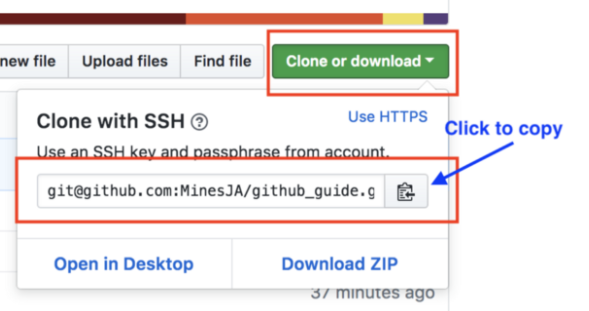 new file Upload files Find file Clone or download
Clone with SSH Use HTTPS
Click to copy
Use an SSH key and passphrase from account.
git@github.com:MinesJA/github_guide.g
Open in Desktop Download ZIP
37 minutes ago